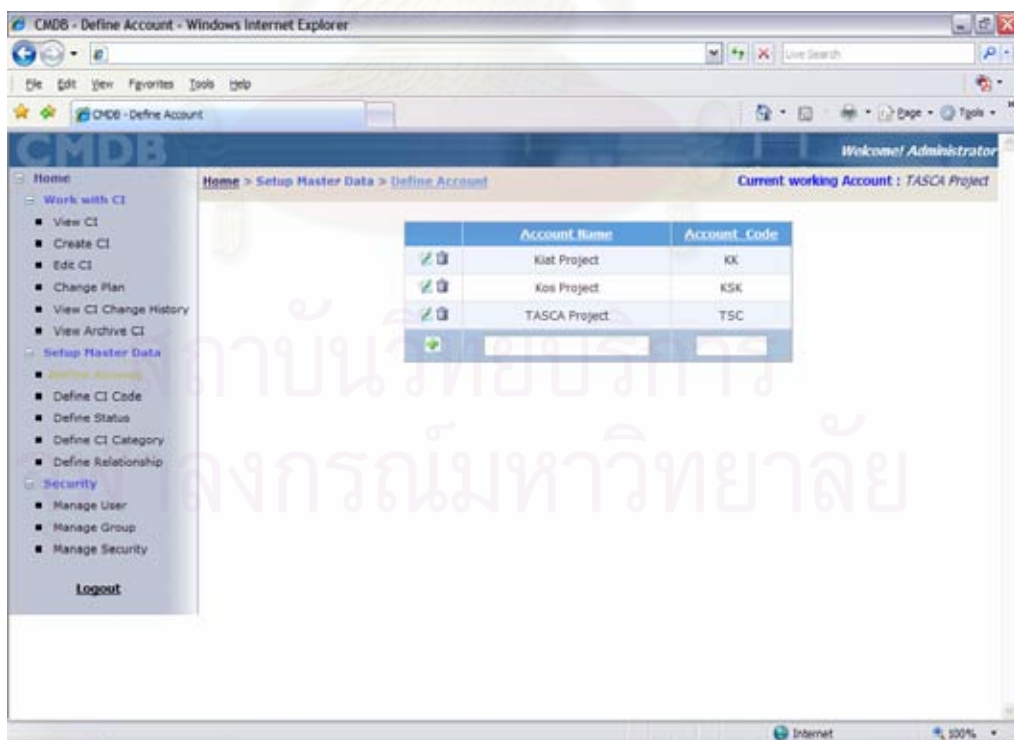 CMDB - Define Account - Windows Internet Explorer
Live Search
File Edit View Favorites Tools Help
CMDB - Define Account
Page Tools
CMDB
Welcome! Administrator
Home > Setup Master Data > Define Account
Current working Account : TASCA Project
Home
Work with CI
View CI
Create CI
Edit CI
Change Plan
View CI Change History
View Archive CI
Setup Master Data
Define Account
Define CI Code
Define Status
Define CI Category
Define Relationship
Security
Manage User
Manage Group
Manage Security
Logout
Account Name Account Code
Kiat Project KK
Kos Project KSK
TASCA Project TSC
สถาบันวิทยบริการ
จุฬาลงกรณ์มหาวิทยาลัย
Internet 100%